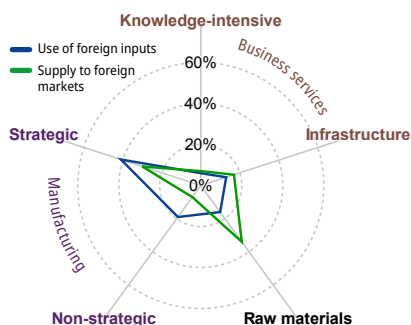 Knowledge-intensive
Use of foreign inputs
Supply to foreign
markets
Business services
60%
40%
20%
0%
Strategic
Infrastructure
Manufacturing
Non-strategic
Raw materials